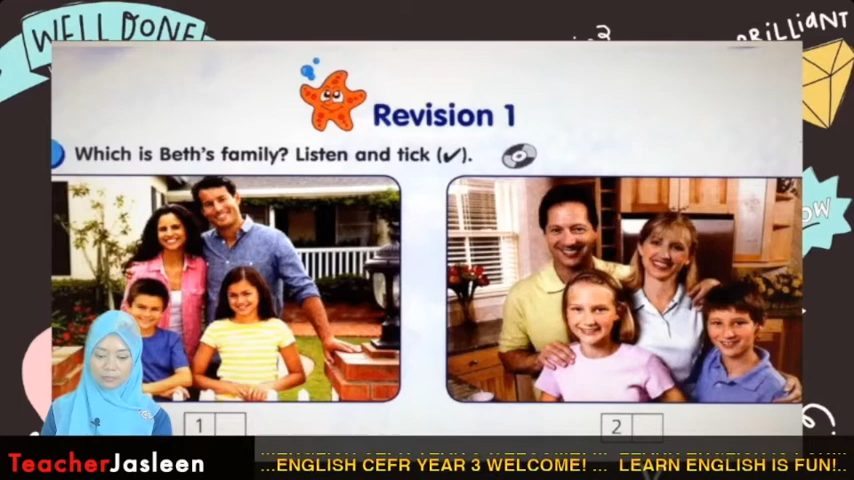 WELL DONE
BRILLIANT
Revision 1
Which is Beth's family? Listen and tick (✓).
OW
1
2
TeacherJasleen
...ENGLISH CEFR YEAR 3 WELCOME! ... LEARN ENGLISH IS FUN!..